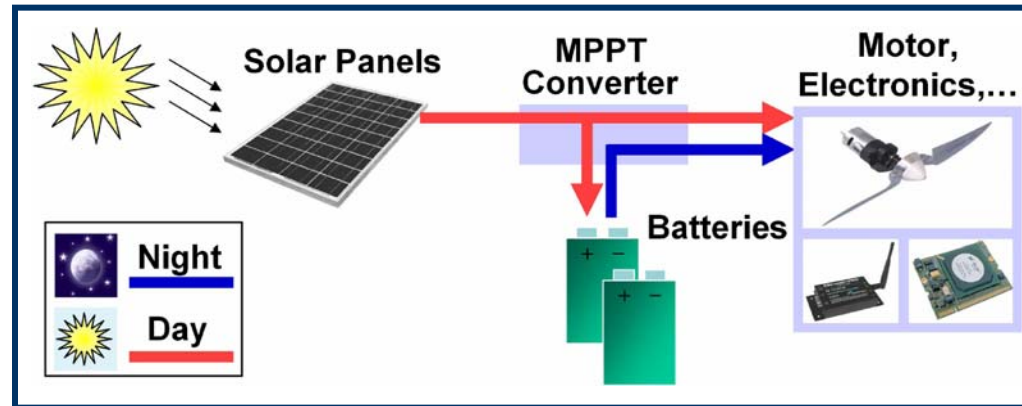 Solar Panels
MPPT
Converter
Motor,
Electronics,...
Batteries
+ −
+ −
Night
Day